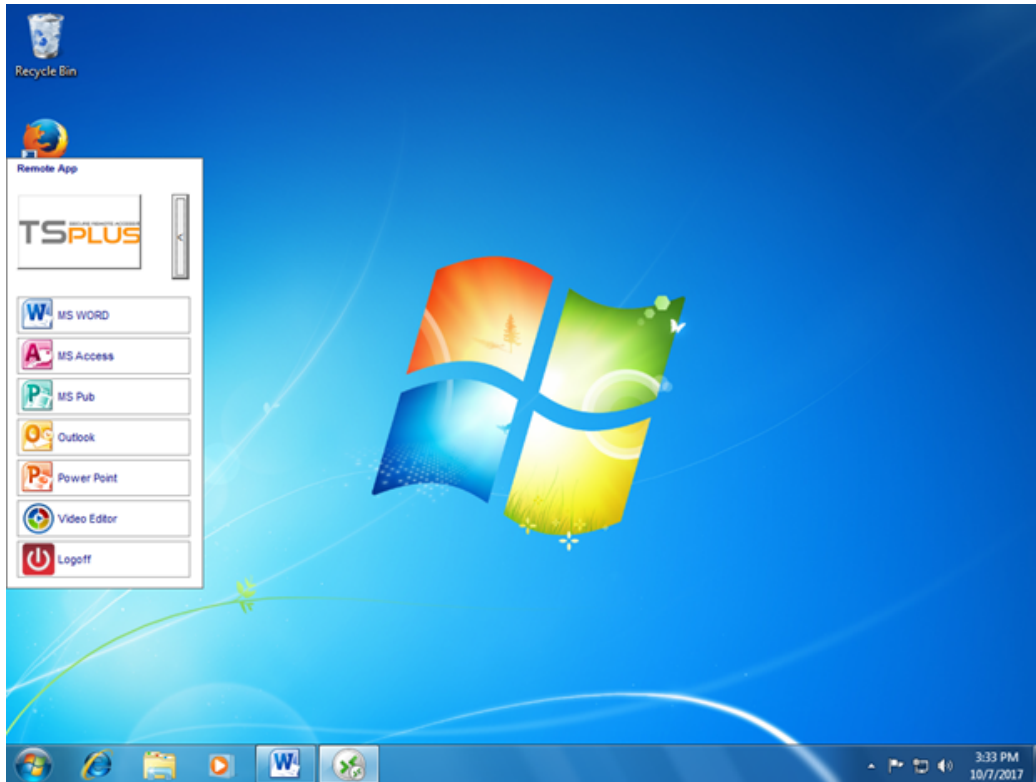 Recycle Bin
Remote App
TSPLUS
MS WORD
MS Access
MS Pub
Outlook
Power Point
Video Editor
Logoff
3:33 PM
10/7/2017